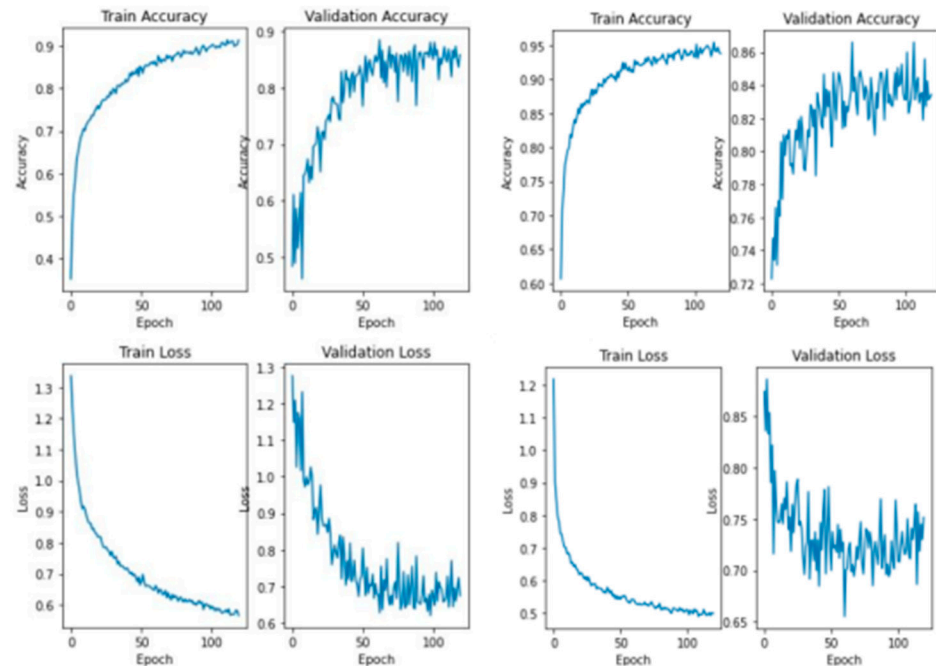 Train Accuracy
Accuracy
0.9
0.8
0.7
0.6
0.5
0.4
0 50 100
Epoch
Validation Accuracy
Accuracy
0.9
0.8
0.7
0.6
0.5
0 50 100
Epoch
Train Accuracy
Accuracy
0.95
0.90
0.85
0.80
0.75
0.70
0.65
0.60
0 50 100
Epoch
Validation Accuracy
Accuracy
0.86
0.84
0.82
0.80
0.78
0.76
0.74
0.72
0 50 100
Epoch
Train Loss
Loss
1.3
1.2
1.1
1.0
0.9
0.8
0.7
0.6
0 50 100
Epoch
Validation Loss
Loss
1.3
1.2
1.1
1.0
0.9
0.8
0.7
0.6
0 50 100
Epoch
Train Loss
Loss
1.2
1.1
1.0
0.9
0.8
0.7
0.6
0.5
0 50 100
Epoch
Validation Loss
Loss
0.85
0.80
0.75
0.70
0.65
0 50 100
Epoch